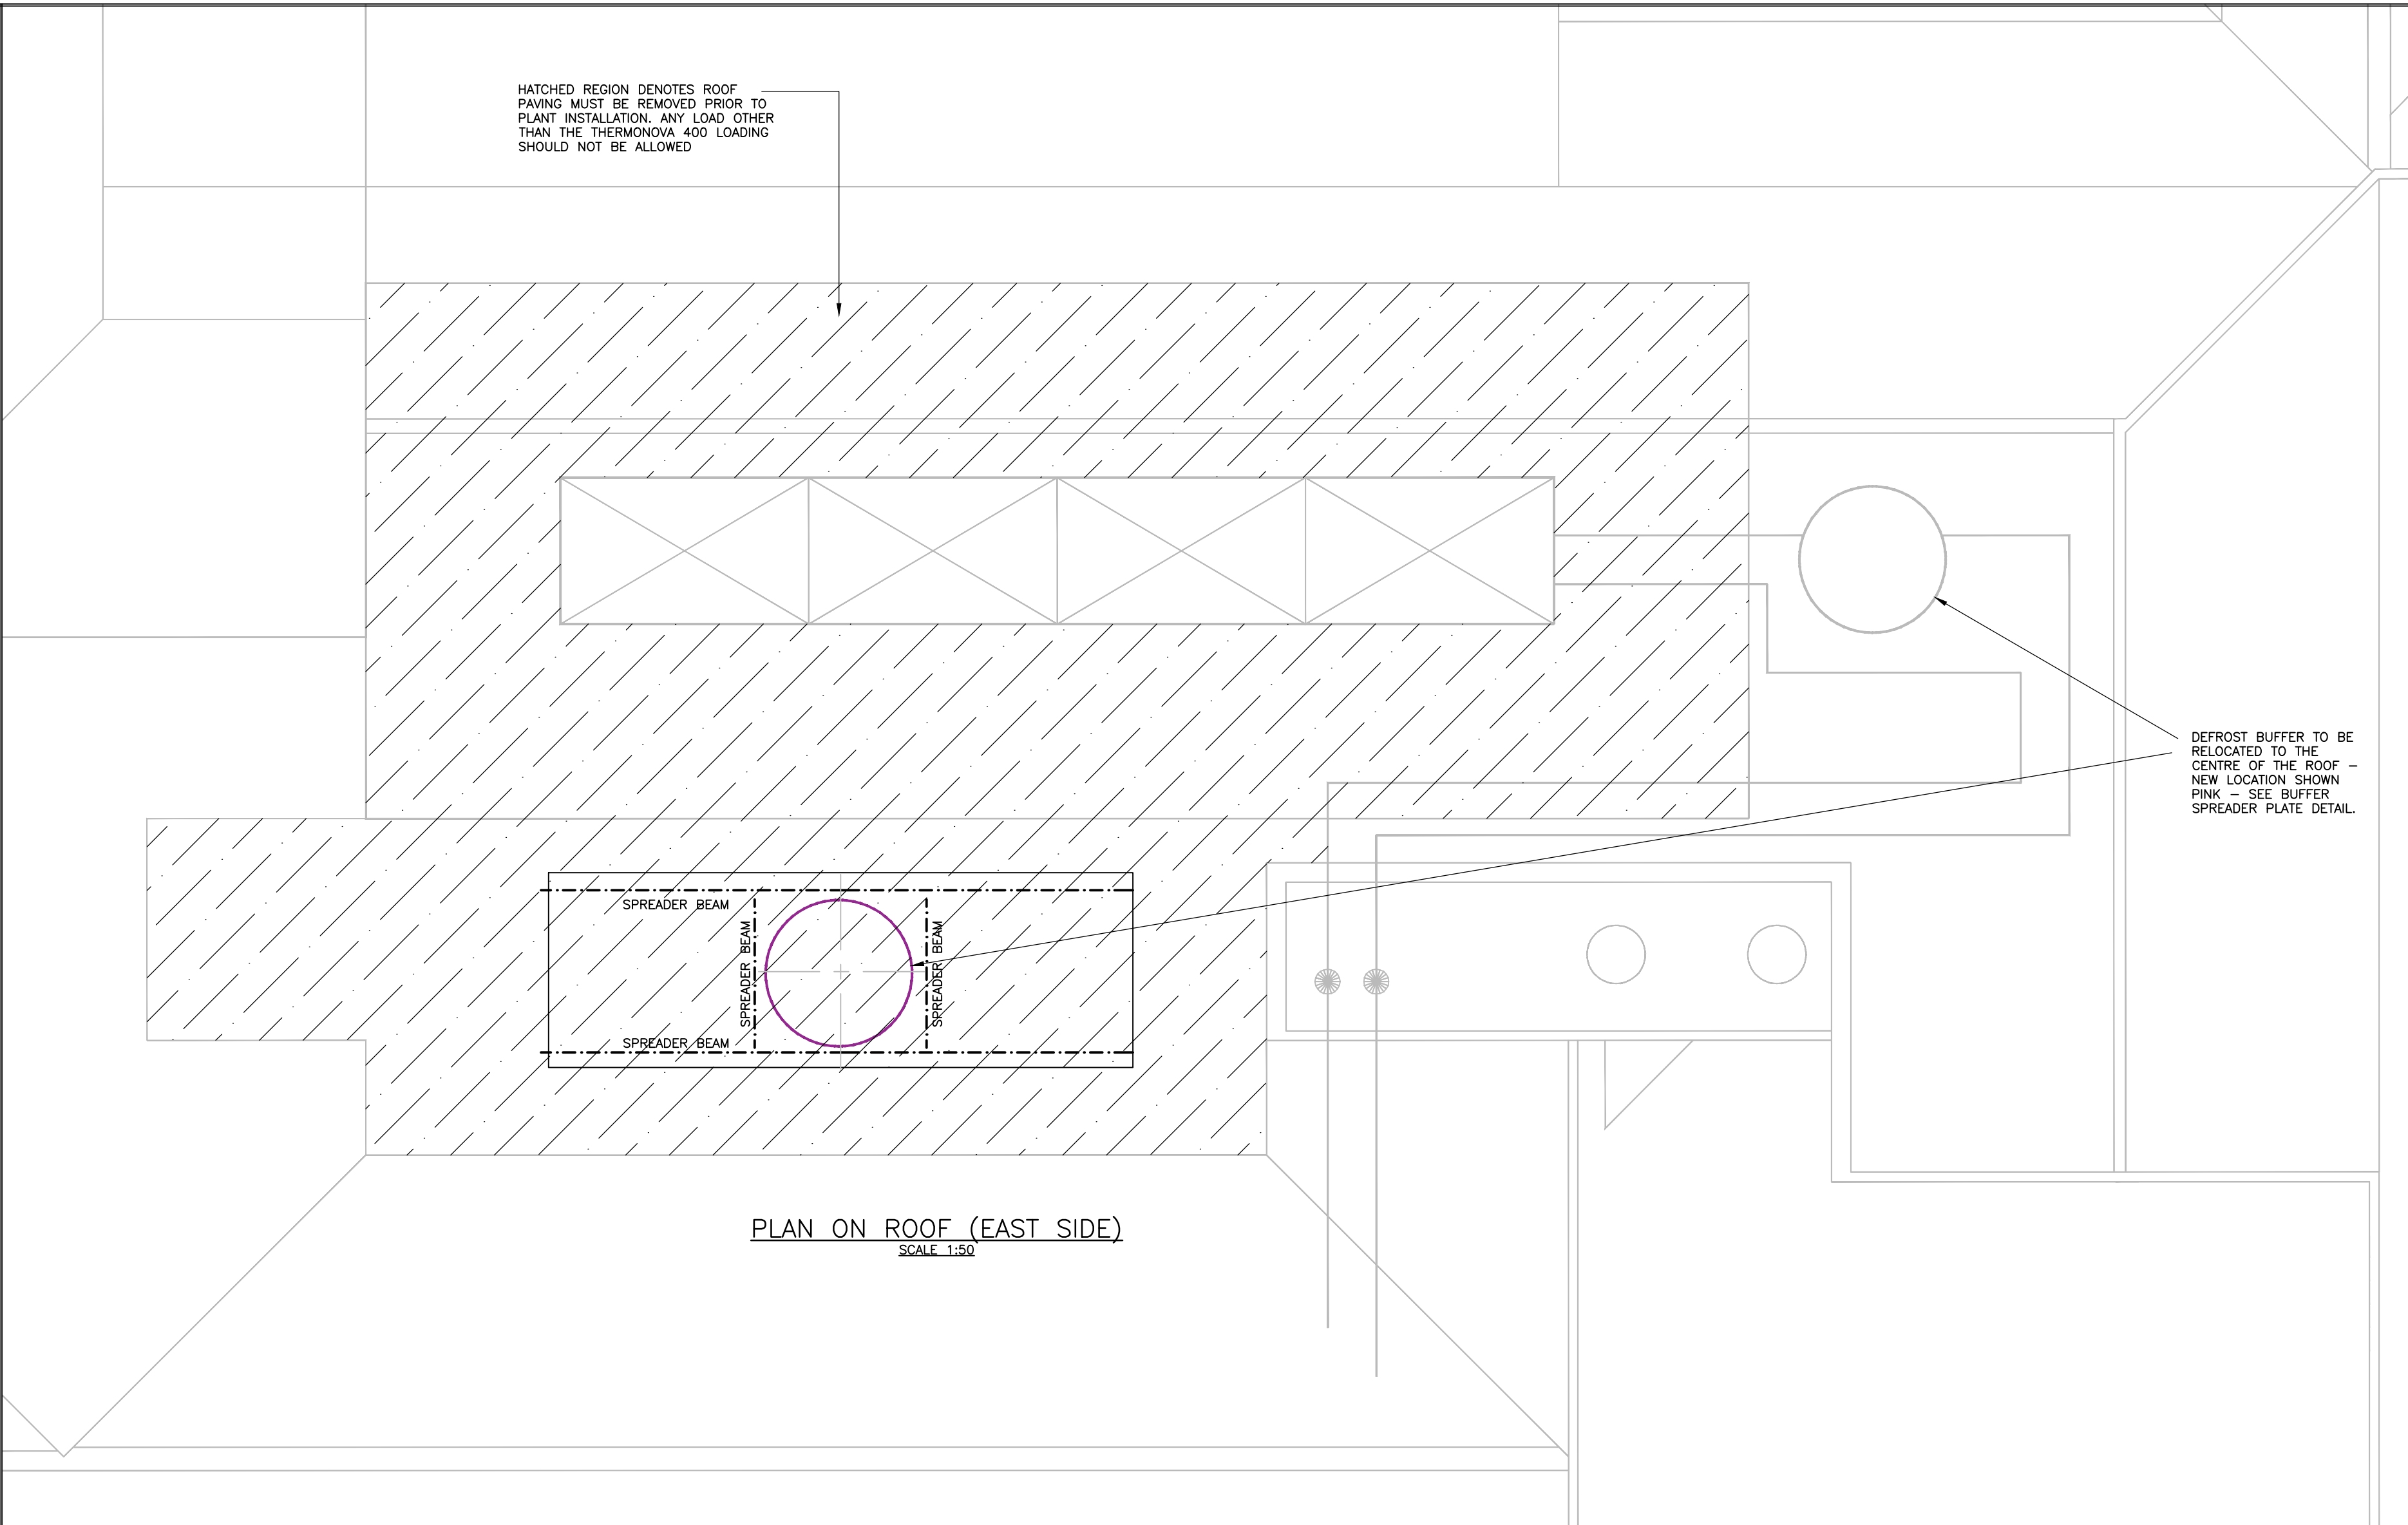 HATCHED REGION DENOTES ROOF
PAVING MUST BE REMOVED PRIOR TO
PLANT INSTALLATION. ANY LOAD OTHER
THAN THE THERMONOVA 400 LOADING
SHOULD NOT BE ALLOWED
DEFROST BUFFER TO BE
RELOCATED TO THE
CENTRE OF THE ROOF –
NEW LOCATION SHOWN
PINK – SEE BUFFER
SPREADER PLATE DETAIL.
SPREADER BEAM
SPREADER BEAM
SPREADER BEAM
SPREADER BEAM
PLAN ON ROOF (EAST SIDE)
SCALE 1:50